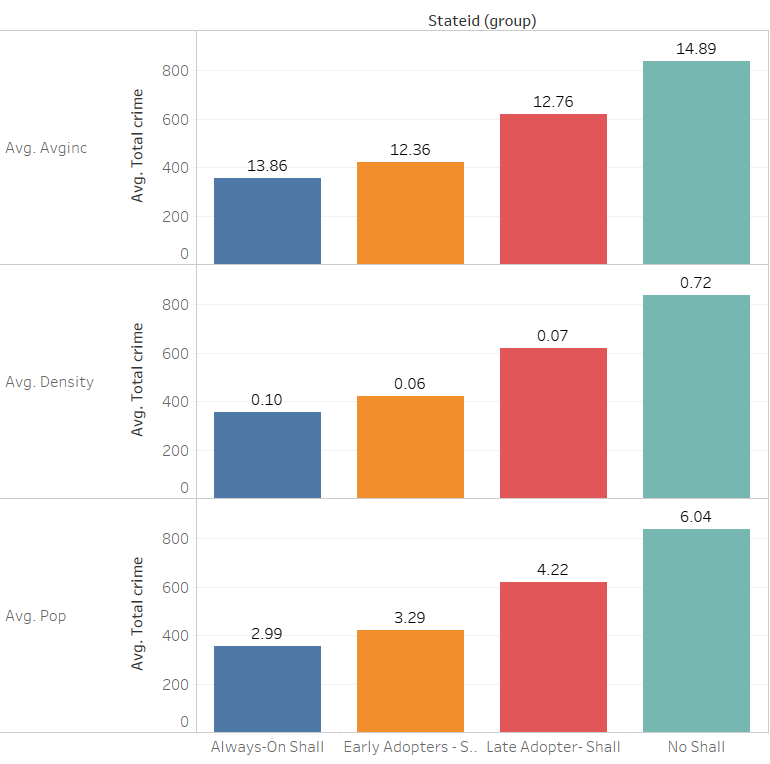 Stateid (group)
Avg. Avginc
Avg. Total crime
800
600
400
200
0
13.86
12.36
12.76
14.89
Avg. Density
Avg. Total crime
800
600
400
200
0
0.10
0.06
0.07
0.72
Avg. Pop
Avg. Total crime
800
600
400
200
0
2.99
3.29
4.22
6.04
Always-On Shall
Early Adopters - S..
Late Adopter- Shall
No Shall